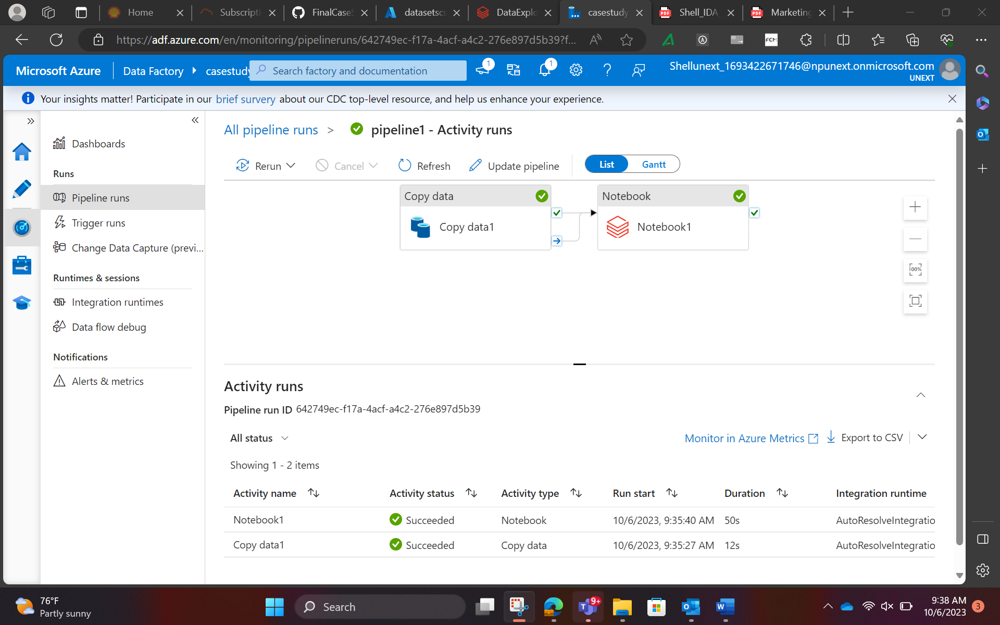 Home
Subscripti
FinalCaseS
datasetscs
DataExplo
casestudy
Shell_IDA
Marketing
https://adf.azure.com/en/monitoring/pipelineruns/642749ec-f17a-4acf-a4c2-276e897d5b39?f...
FCM
Microsoft Azure
Data Factory
casestudy
Search factory and documentation
1
1
Shellunext_1693422671746@npunext.onmicrosoft.com
UNEXT
Your insights matter! Participate in our brief survery about our CDC top-level resource, and help us enhance your experience.
Dashboards
Runs
Pipeline runs
Trigger runs
Change Data Capture (previ...
Runtimes & sessions
Integration runtimes
Data flow debug
Notifications
Alerts & metrics
All pipeline runs > pipeline1 - Activity runs
Rerun
Cancel
Refresh
Update pipeline
List
Gantt
Copy data
Copy data1
Notebook
Notebook1
100%
Activity runs
Pipeline run ID 642749ec-f17a-4acf-a4c2-276e897d5b39
All status
Monitor in Azure Metrics
Export to CSV
Showing 1 - 2 items
Activity name Activity status Activity type Run start Duration Integration runtime
Notebook1 Succeeded Notebook 10/6/2023, 9:35:40 AM 50s AutoResolveIntegratio
Copy data1 Succeeded Copy data 10/6/2023, 9:35:27 AM 12s AutoResolveIntegratio
76°F
Partly sunny
Search
9+
9:38 AM
10/6/2023
3